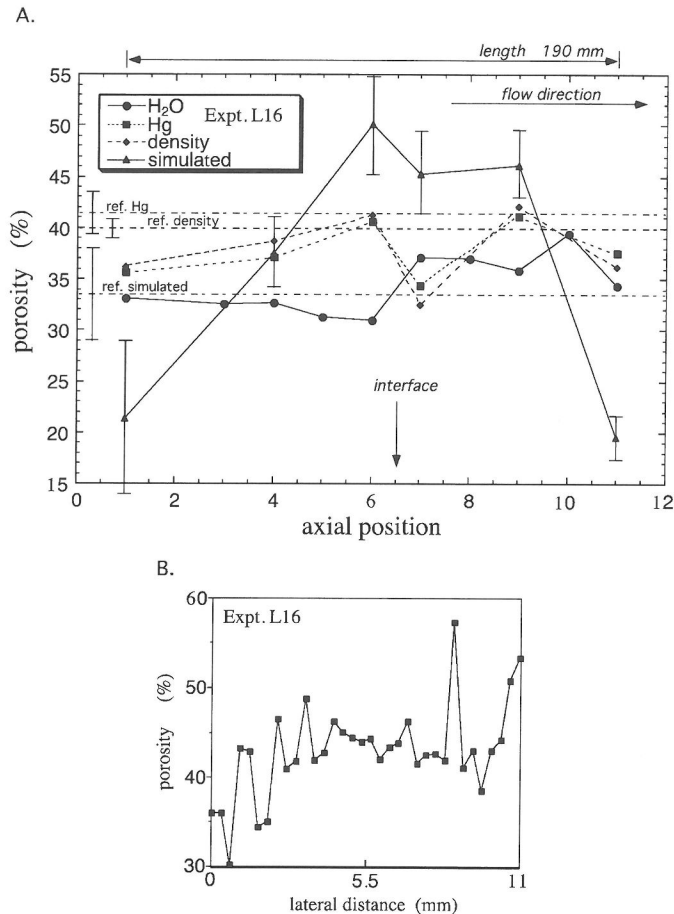 A.
length 190 mm
55
50
45
40
35
30
25
20
15
porosity (%)
H₂O
Hg
density
simulated
Expt. L16
flow direction
ref. Hg
ref. density
ref. simulated
interface
0 2 4 6 8 10 12
axial position
B.
60
50
40
30
porosity (%)
Expt. L16
0 5.5 11
lateral distance (mm)